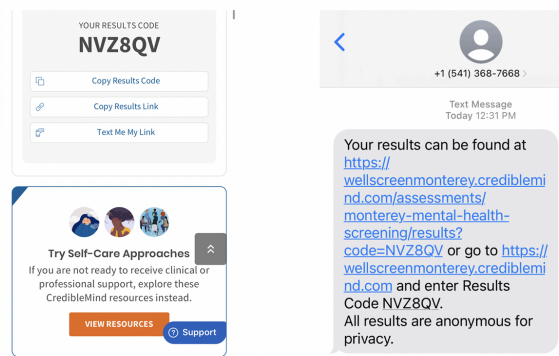 YOUR RESULTS CODE
NVZ8QV
Copy Results Code
Copy Results Link
Text Me My Link
Try Self-Care Approaches
If you are not ready to receive clinical or
professional support, explore these
CredibleMind resources instead.
VIEW RESOURCES
Support
+1 (541) 368-7668
Text Message
Today 12:31 PM
Your results can be found at
https://
wellscreenmonterey.crediblemi
nd.com/assessments/
monterey-mental-health-
screening/results?
code=NVZ8QV or go to https://
wellscreenmonterey.crediblemi
nd.com and enter Results
Code NVZ8QV.
All results are anonymous for
privacy.